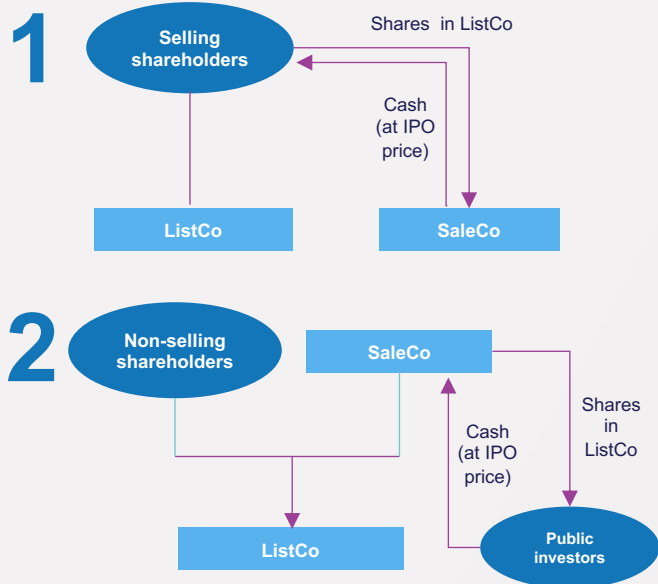 1
Selling
shareholders
Shares in ListCo
Cash
(at IPO
price)
ListCo
SaleCo
2
Non-selling
shareholders
SaleCo
Cash
(at IPO
price)
Shares
in
ListCo
ListCo
Public
investors